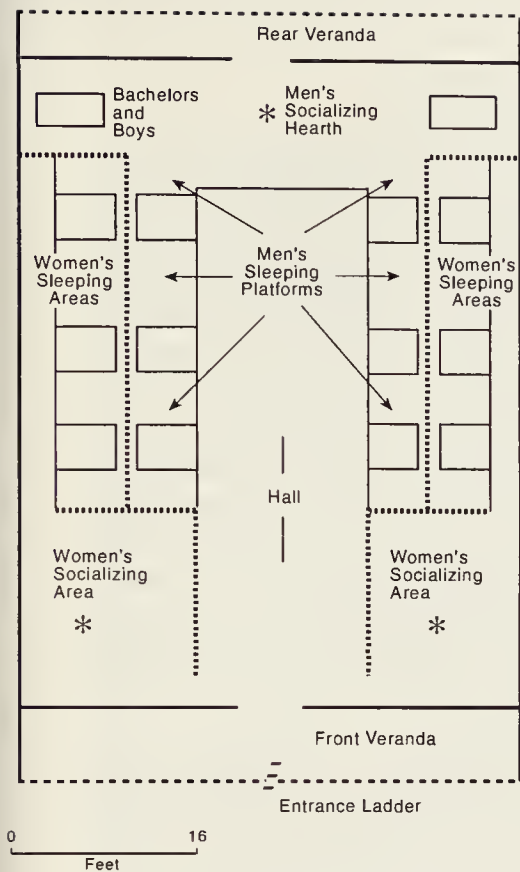 Rear Veranda
Bachelors
and
Boys
* Men's
Socializing
Hearth
Women's
Sleeping
Areas
Men's
Sleeping
Platforms
Women's
Sleeping
Areas
Hall
Women's
Socializing
Area
*
Women's
Socializing
Area
*
Front Veranda
Entrance Ladder
0 16
Feet